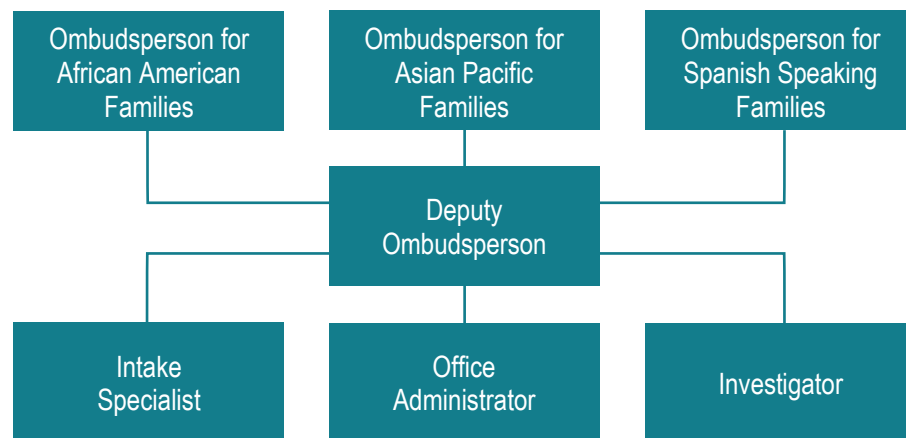 Ombudsperson for
African American
Families
Ombudsperson for
Asian Pacific
Families
Ombudsperson for
Spanish Speaking
Families
Deputy
Ombudsperson
Intake
Specialist
Office
Administrator
Investigator